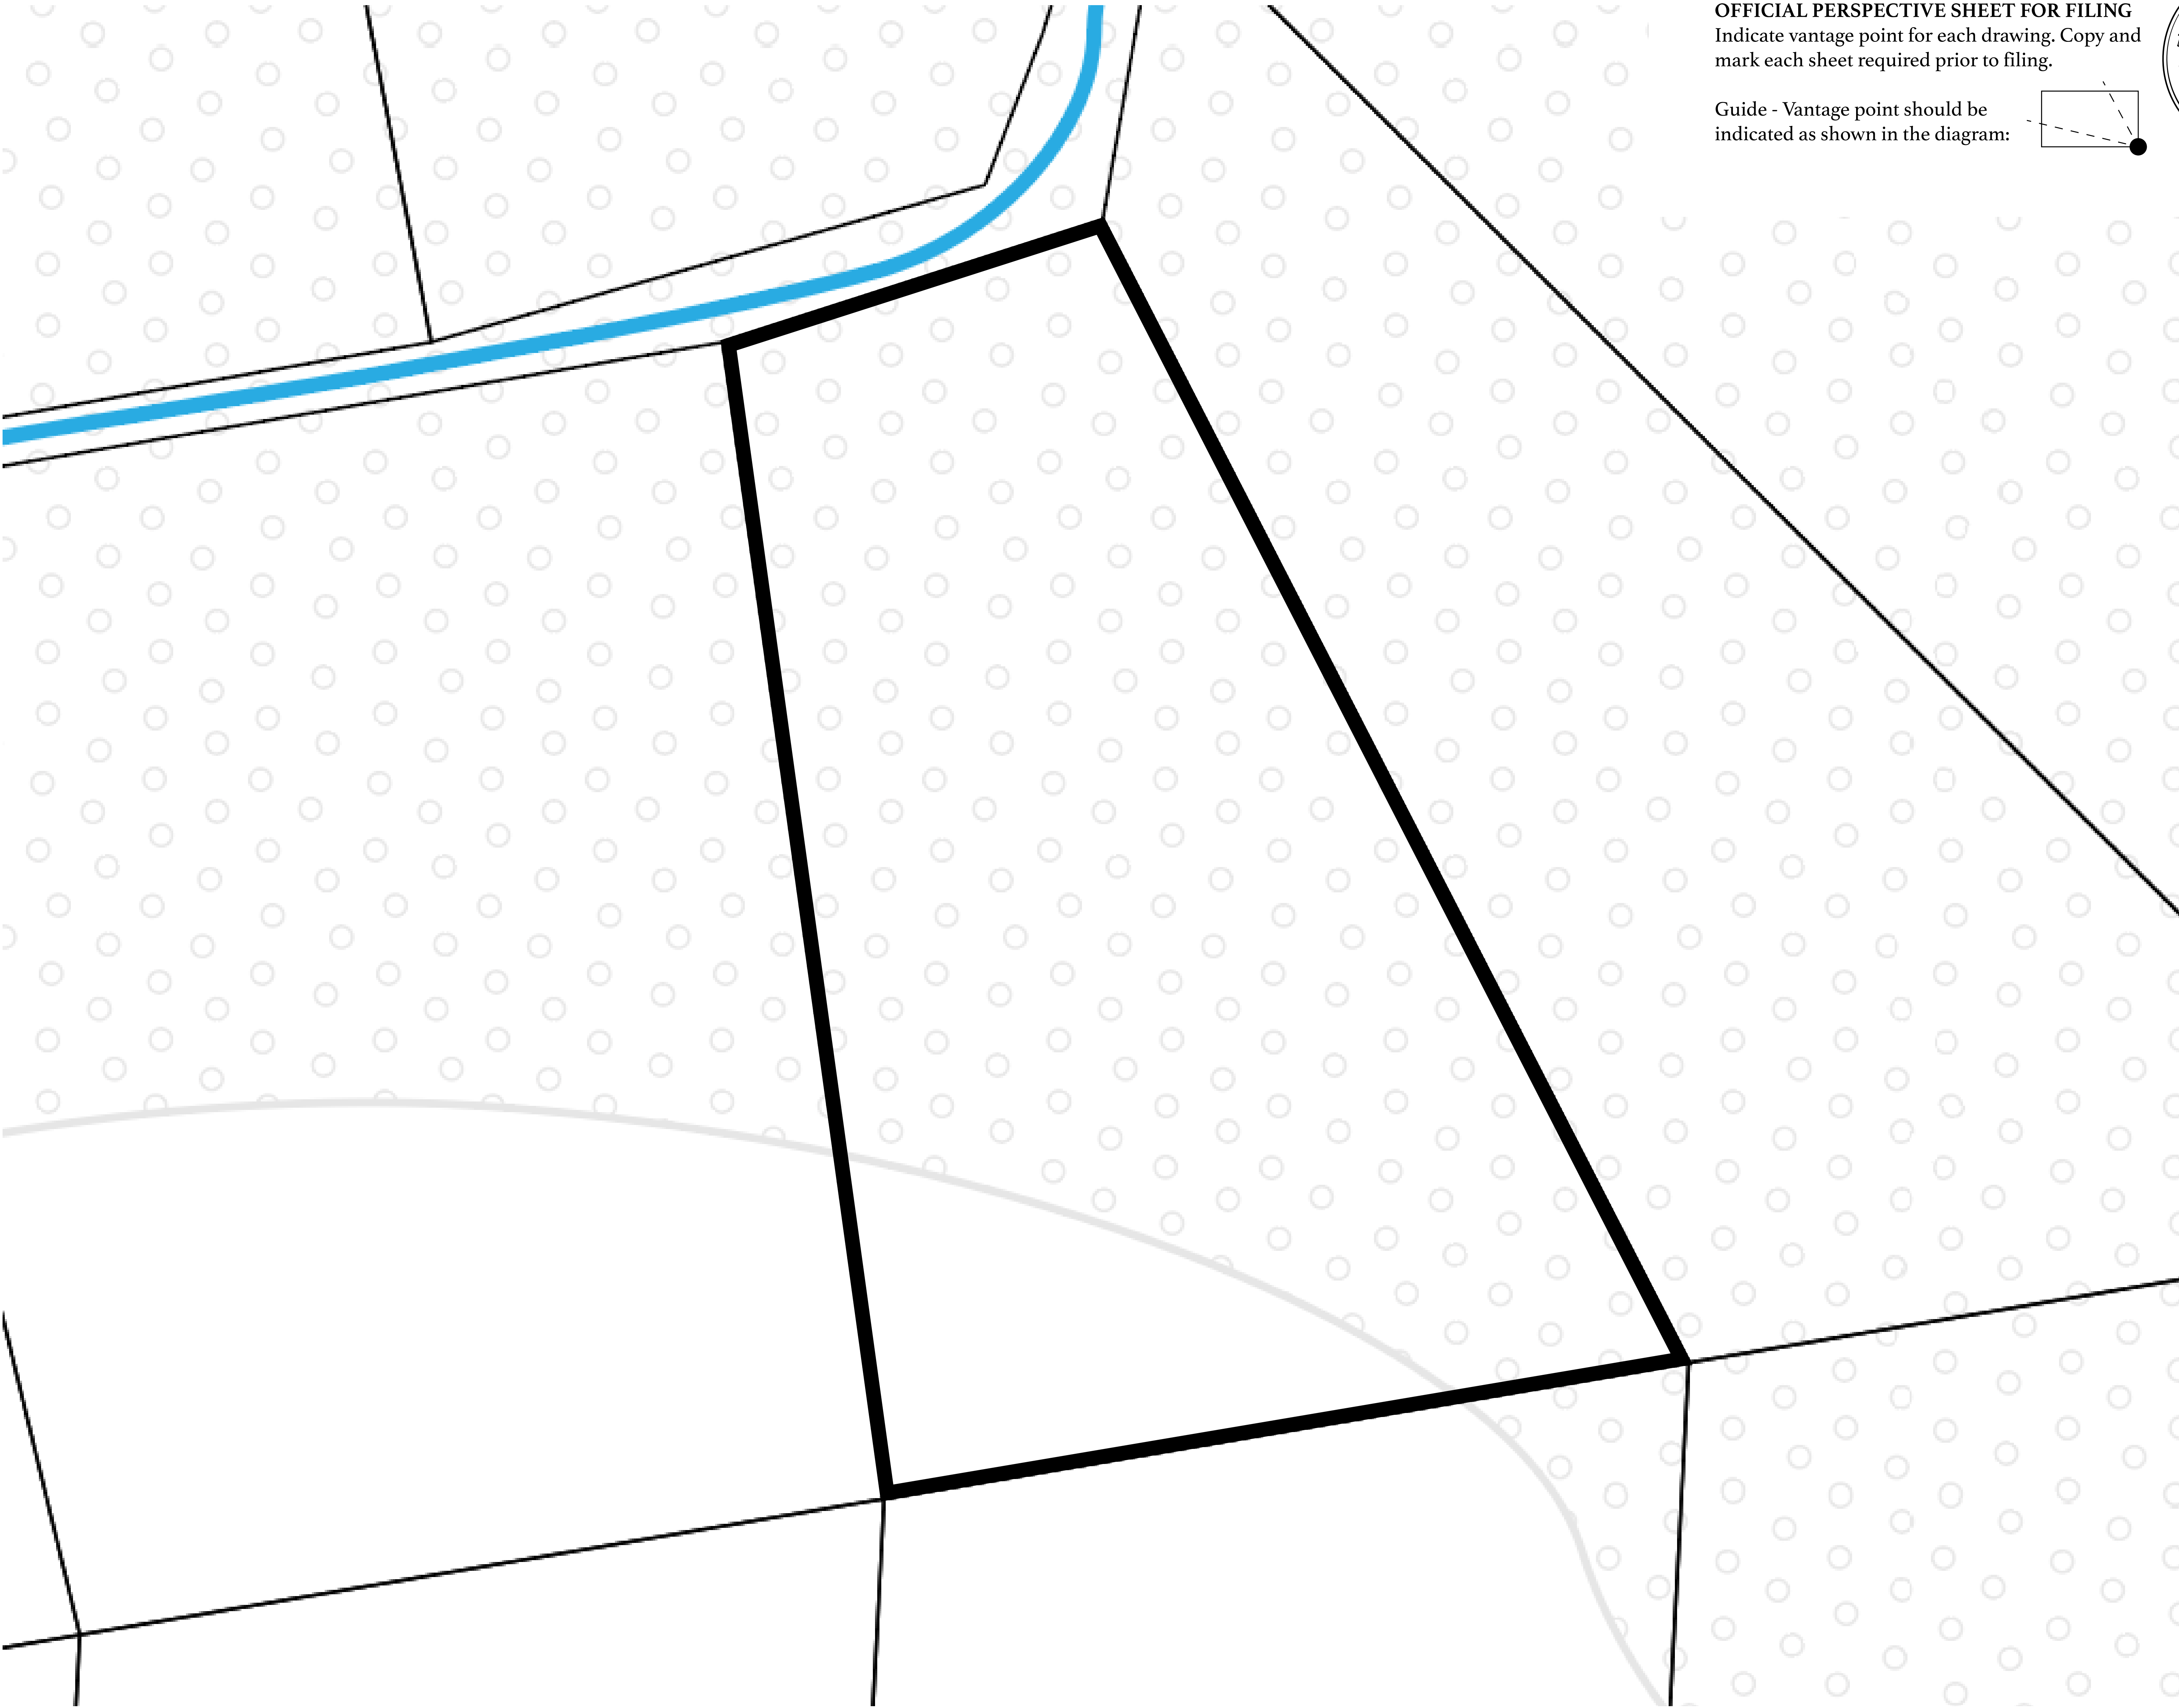 OFFICIAL PERSPECTIVE SHEET FOR FILING
Indicate vantage point for each drawing. Copy and
mark each sheet required prior to filing.
Guide - Vantage point should be
indicated as shown in the diagram: